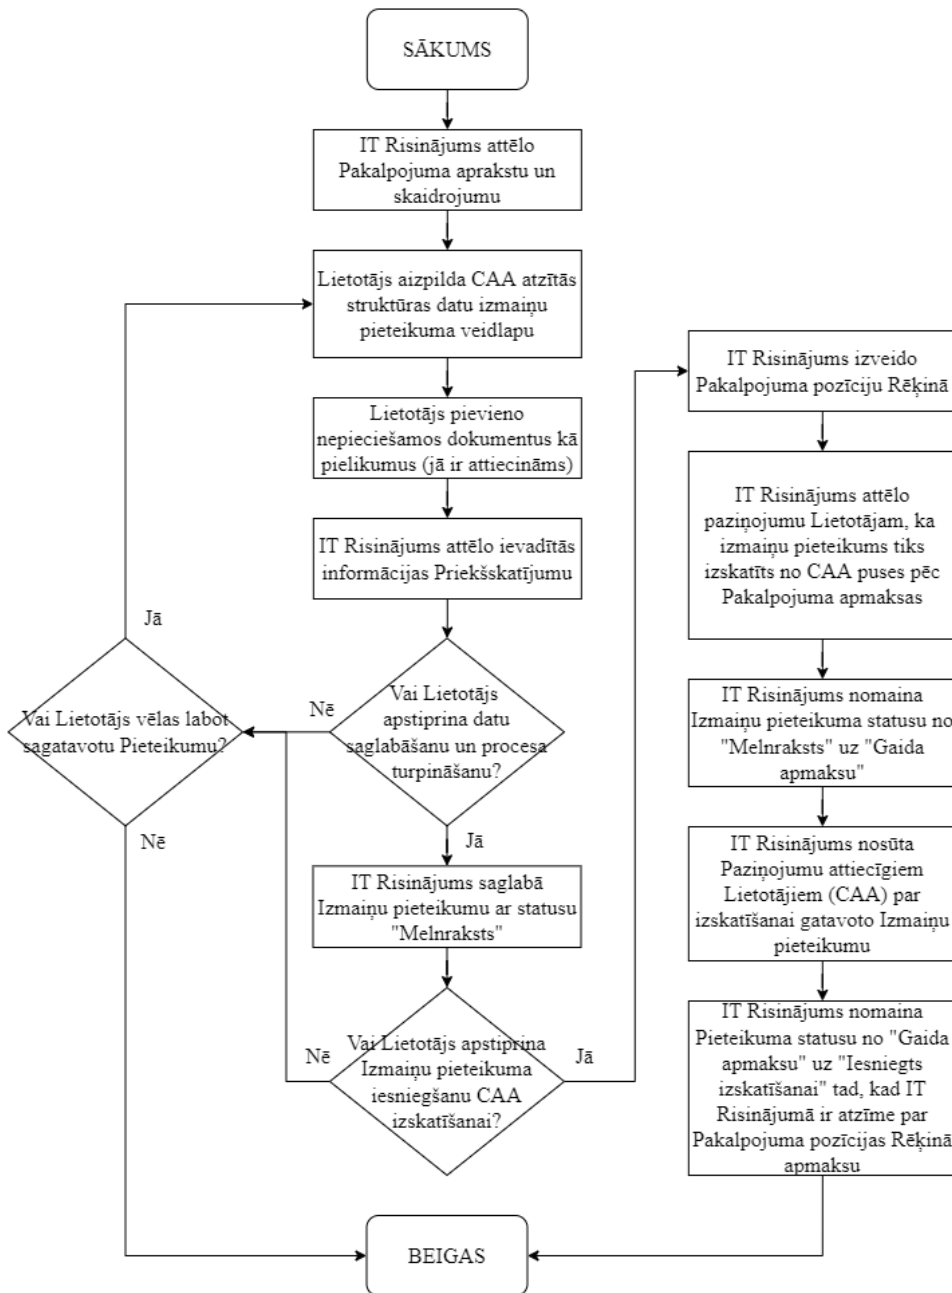 SĀKUMS
IT Risinājums attēlo
Pakalpojuma aprakstu un
skaidrojumu
Lietotājs aizpilda CAA atzītās
struktūras datu izmaiņu
pieteikuma veidlapu
Lietotājs pievieno
nepieciešamos dokumentus kā
pielikumus (jā ir attiecināms)
IT Risinājums attēlo ievadītās
informācijas Priekšskatījumu
Vai Lietotājs
apstiprina datu
saglabāšanu un procesa
turpināšanu?
Nē
Jā
Vai Lietotājs vēlas labot
sagatavotu Pieteikumu?
Jā
Nē
IT Risinājums saglabā
Izmaiņu pieteikumu ar statusu
"Melnraksts"
Vai Lietotājs apstiprina
Izmaiņu pieteikuma
iesniegšanu CAA
izskatīšanai?
Nē
Jā
IT Risinājums izveido
Pakalpojuma pozīciju Rēķinā
IT Risinājums attēlo
paziņojumu Lietotājam, ka
izmaiņu pieteikums tiks
izskatīts no CAA puses pēc
Pakalpojuma apmaksas
IT Risinājums nomaina
Izmaiņu pieteikuma statusu no
"Melnraksts" uz "Gaida
apmaksu"
IT Risinājums nosūta
Paziņojumu attiecīgiem
Lietotājiem (CAA) par
izskatīšanai gatavoto Izmaiņu
pieteikumu
IT Risinājums nomaina
Pieteikuma statusu no "Gaida
apmaksu" uz "Iesniegts
izskatīšanai" tad, kad IT
Risinājumā ir atzīme par
Pakalpojuma pozīcijas Rēķinā
apmaksu
BEIGAS